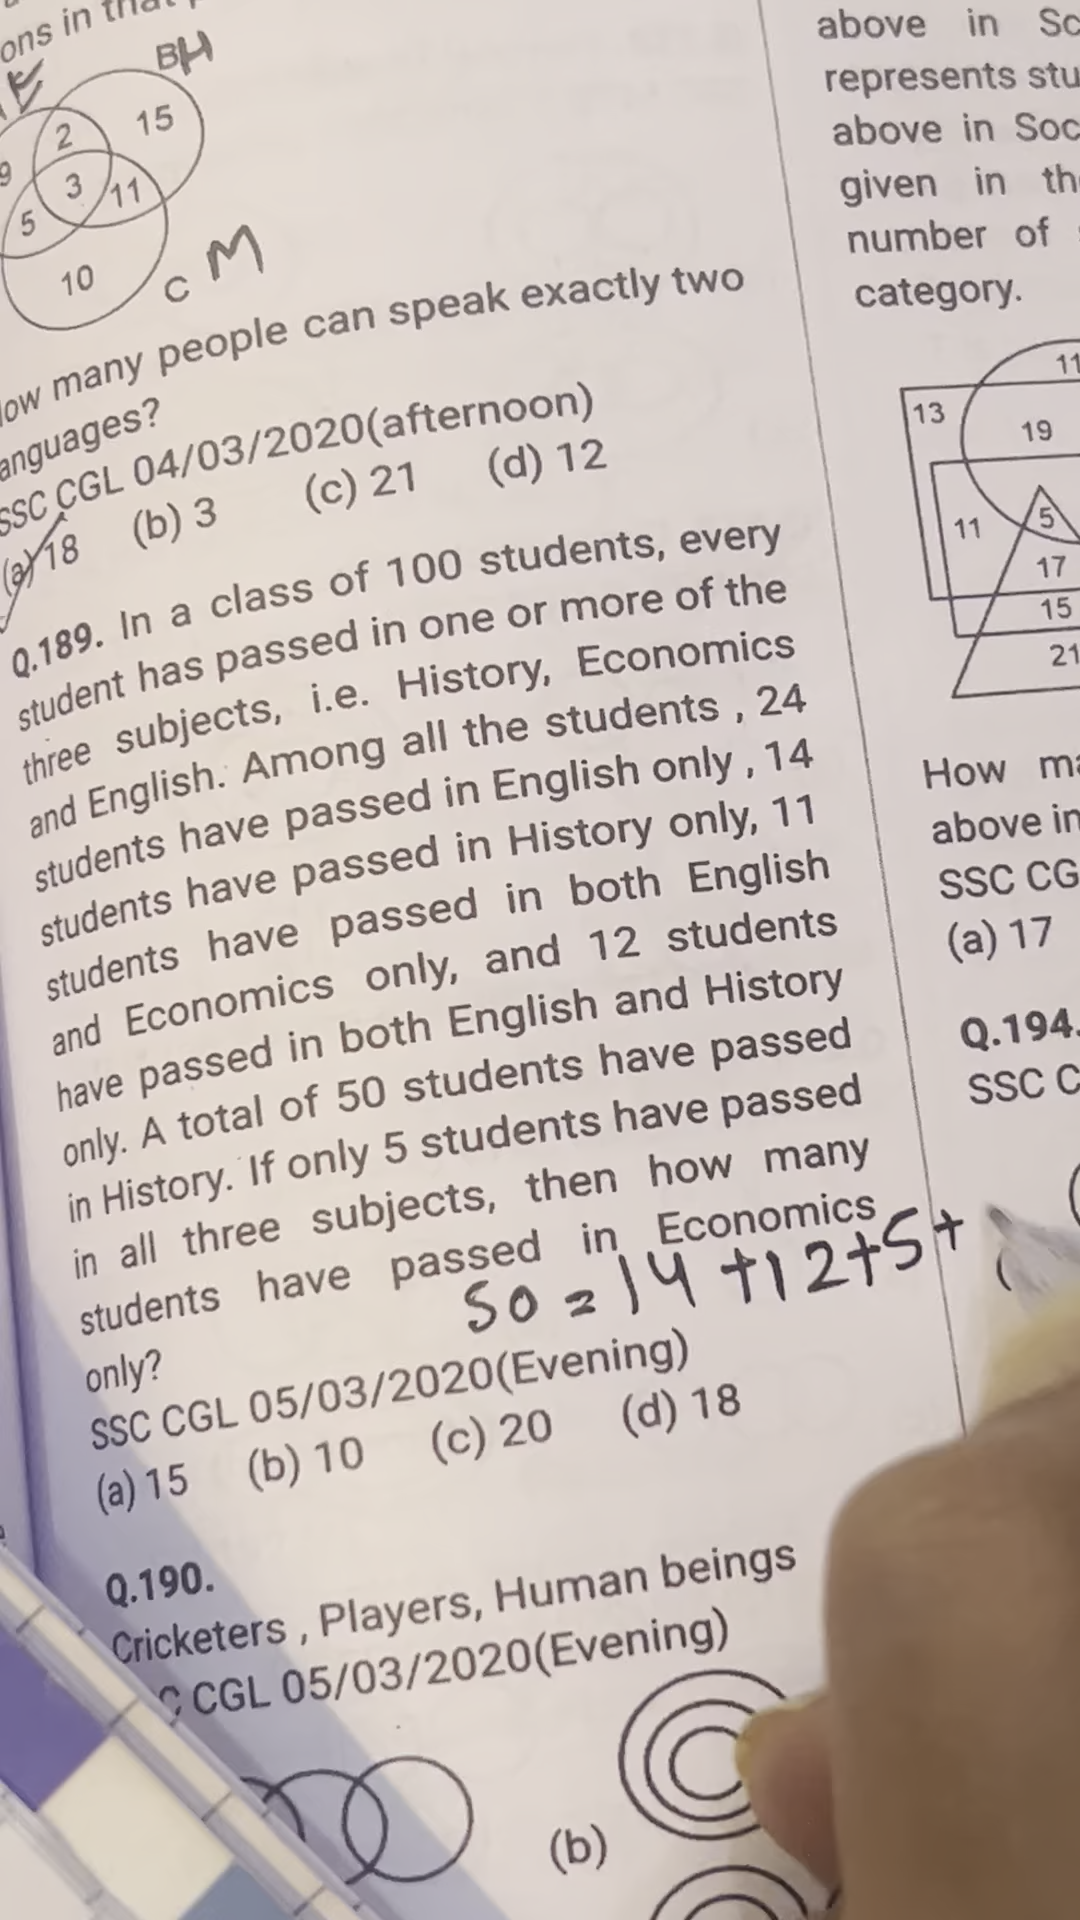 ons in that
BH
E
2
15
9
3
11
5
10
C M
ow many people can speak exactly two
anguages?
SSC CGL 04/03/2020(afternoon)
(a) 18 (b) 3 (c) 21 (d) 12
Q.189. In a class of 100 students, every
student has passed in one or more of the
three subjects, i.e. History, Economics
and English. Among all the students , 24
students have passed in English only , 14
students have passed in History only, 11
students have passed in both English
and Economics only, and 12 students
have passed in both English and History
only. A total of 50 students have passed
in History. If only 5 students have passed
in all three subjects, then how many
students have passed in Economics
only?
50 = 14 +12+5+
SSC CGL 05/03/2020(Evening)
(a) 15 (b) 10 (c) 20 (d) 18
Q.190.
Cricketers , Players, Human beings
C CGL 05/03/2020(Evening)
(b)
above in Sc
represents stu
above in Soc
given in th
number of
category.
11
13
19
11
5
17
15
21
How ma
above in
SSC CG
(a) 17
Q.194.
SSC C